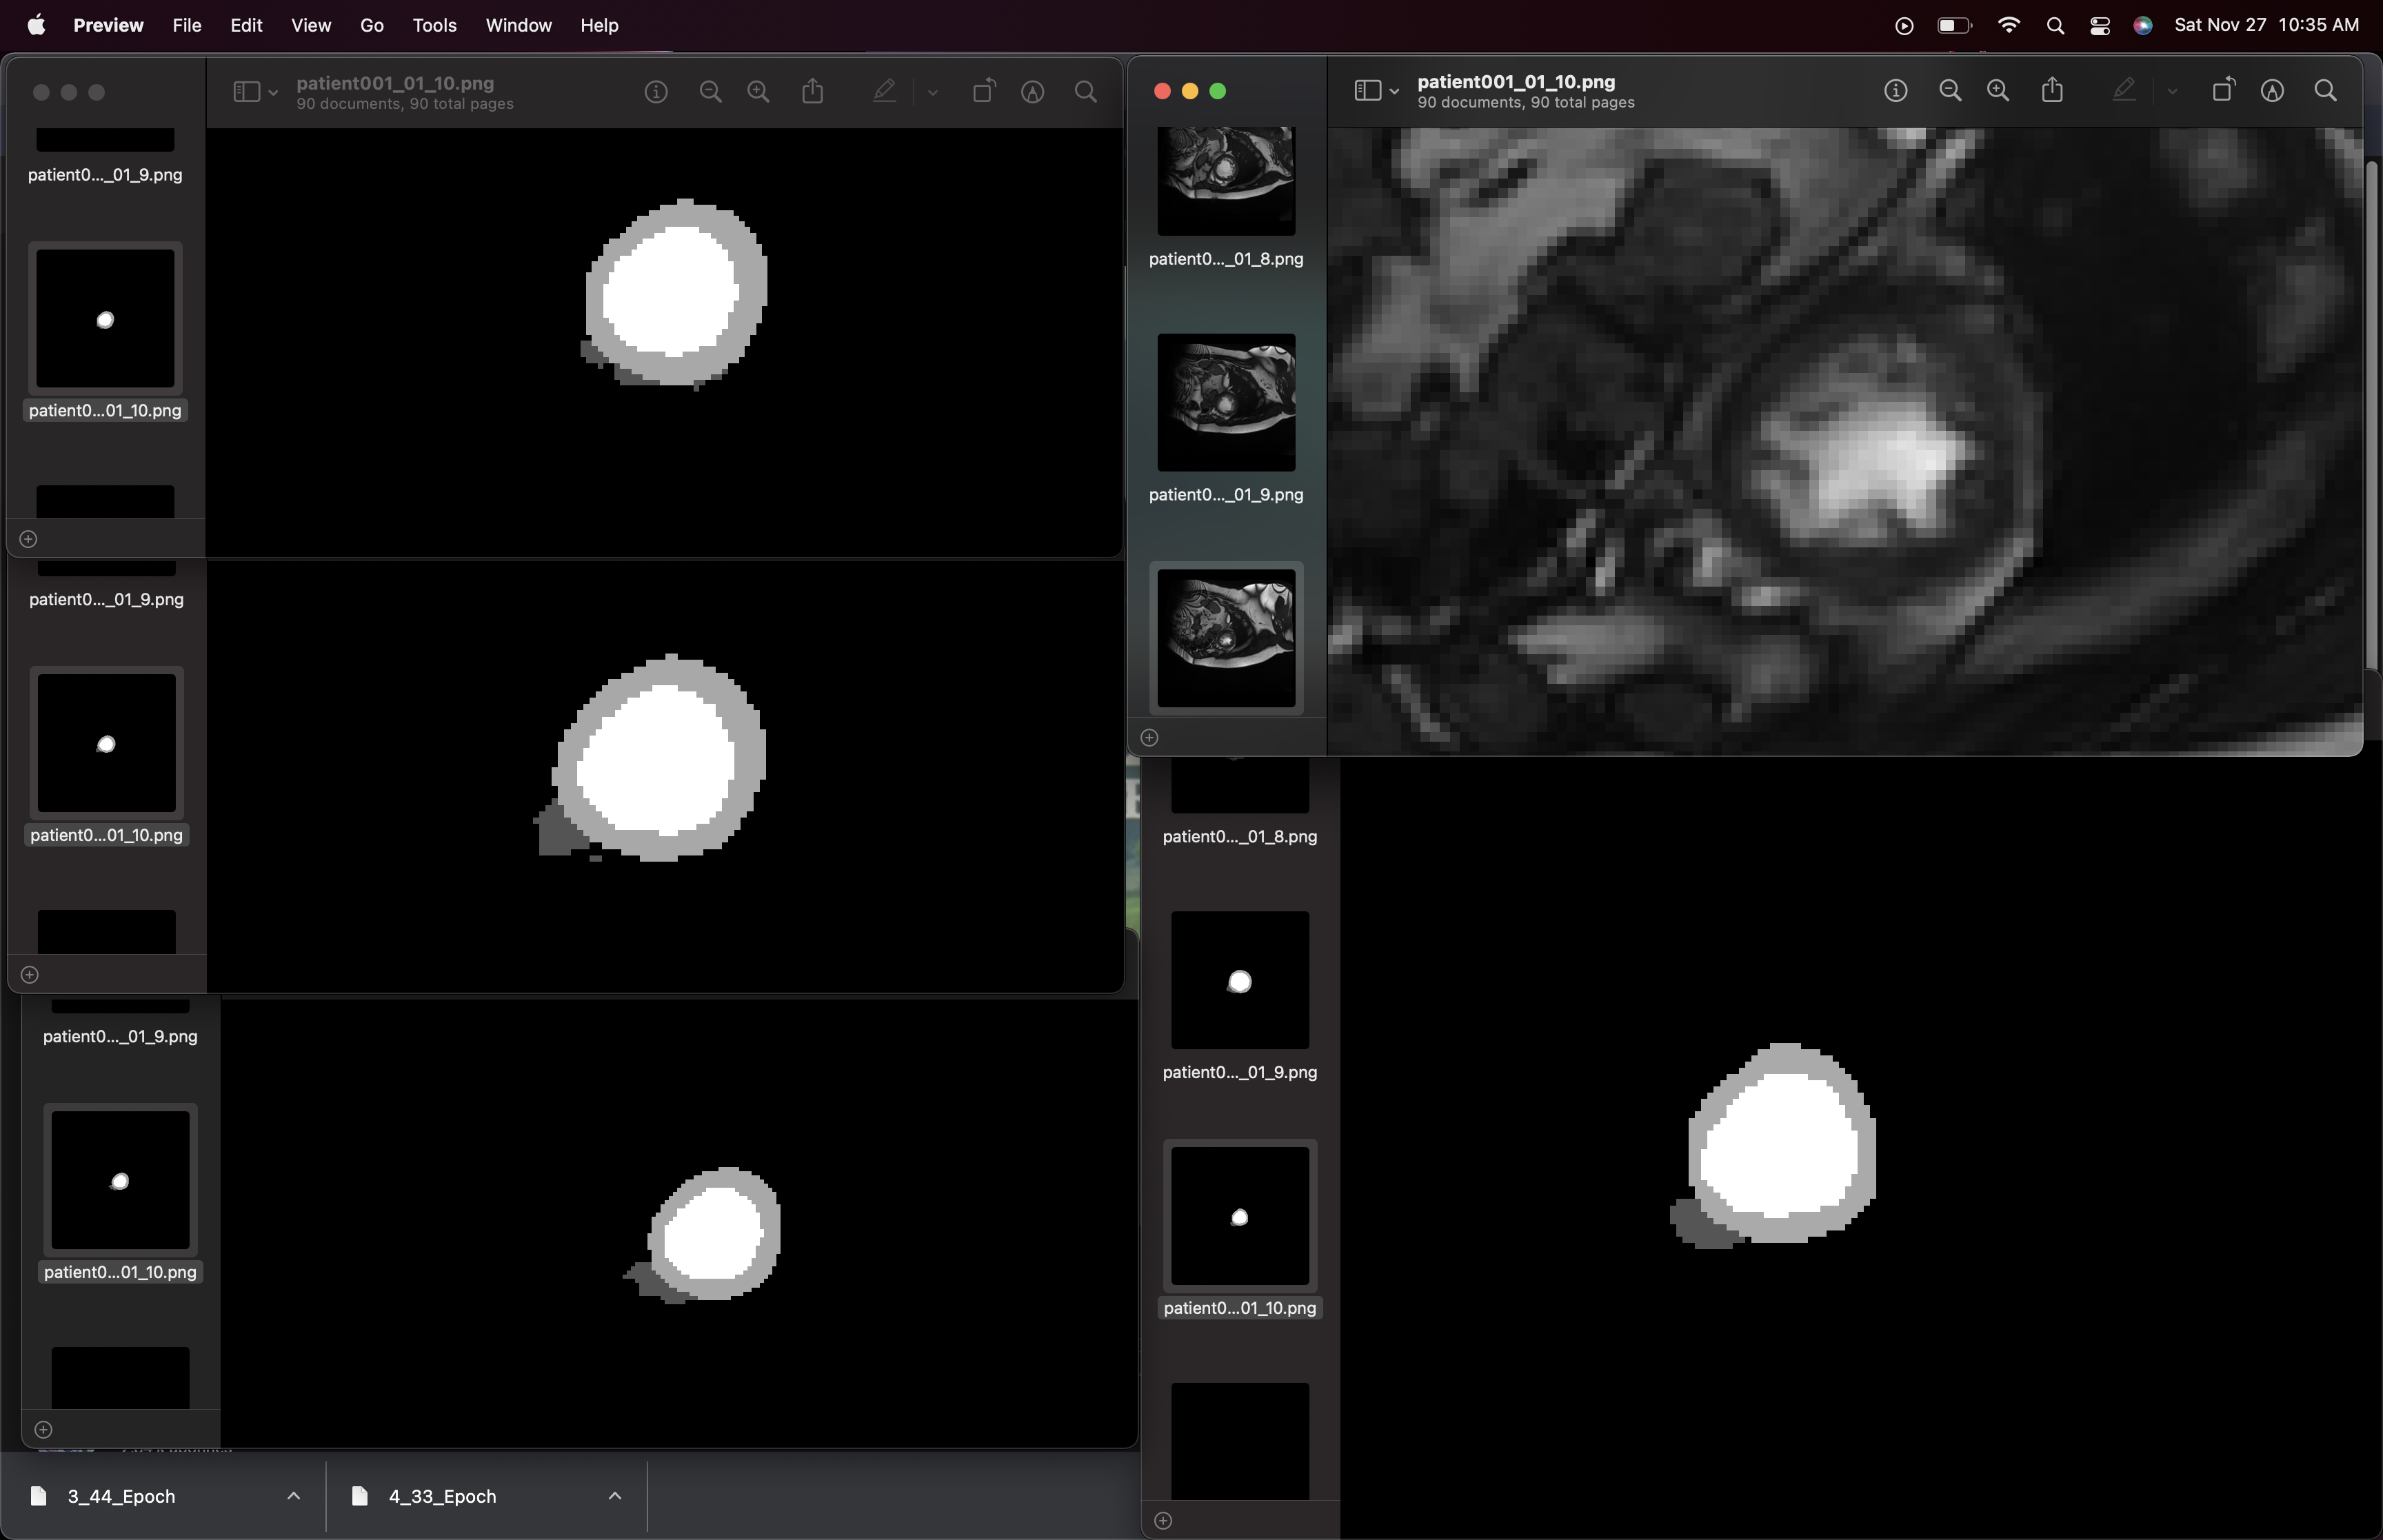 Preview File Edit View Go Tools Window Help Sat Nov 27 10:35 AM
patient001_01_10.png
90 documents, 90 total pages
patient0..._01_9.png
patient0...01_10.png
patient0..._01_9.png
patient0...01_10.png
patient0..._01_9.png
patient0...01_10.png
patient001_01_10.png
90 documents, 90 total pages
patient0..._01_8.png
patient0..._01_9.png
patient0..._01_8.png
patient0..._01_9.png
patient0...01_10.png
3_44_Epoch
4_33_Epoch